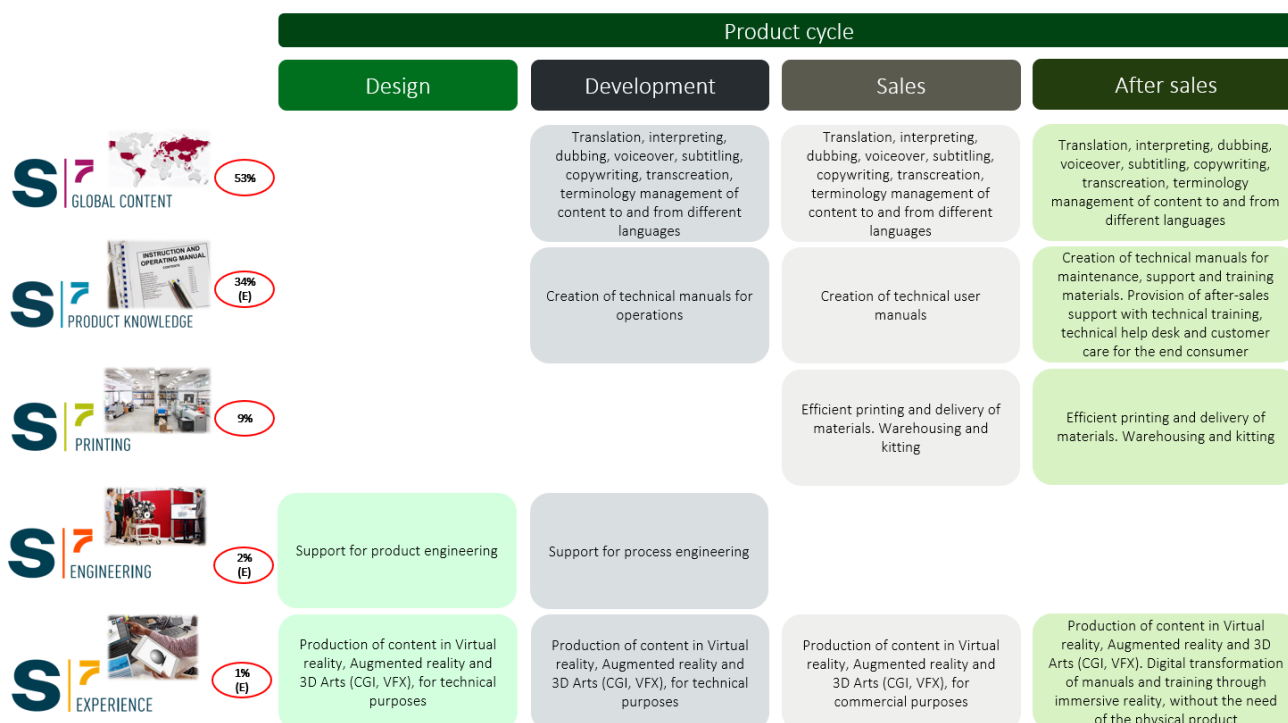 Product cycle
Design
Development
Sales
After sales
S7
GLOBAL CONTENT
53%
Translation, interpreting,
dubbing, voiceover, subtitling,
copywriting, transcreation,
terminology management of
content to and from different
languages
Translation, interpreting,
dubbing, voiceover, subtitling,
copywriting, transcreation,
terminology management of
content to and from different
languages
Translation, interpreting, dubbing,
voiceover, subtitling, copywriting,
transcreation, terminology
management of content to and from
different languages
INSTRUCTION AND
OPERATING MANUAL
CONTENTS
S7
PRODUCT KNOWLEDGE
34%
(E)
Creation of technical manuals for
operations
Creation of technical user
manuals
Creation of technical manuals for
maintenance, support and training
materials. Provision of after-sales
support with technical training,
technical help desk and customer
care for the end consumer
S7
PRINTING
9%
Efficient printing and delivery of
materials. Warehousing and
kitting
Efficient printing and delivery of
materials. Warehousing and kitting
S7
ENGINEERING
2%
(E)
Support for product engineering
Support for process engineering
S7
EXPERIENCE
1%
(E)
Production of content in Virtual
reality, Augmented reality and
3D Arts (CGI, VFX), for technical
purposes
Production of content in Virtual
reality, Augmented reality and
3D Arts (CGI, VFX), for technical
purposes
Production of content in Virtual
reality, Augmented reality and
3D Arts (CGI, VFX), for
commercial purposes
Production of content in Virtual
reality, Augmented reality and 3D
Arts (CGI, VFX). Digital transformation
of manuals and training through
immersive reality, without the need
of the physical product